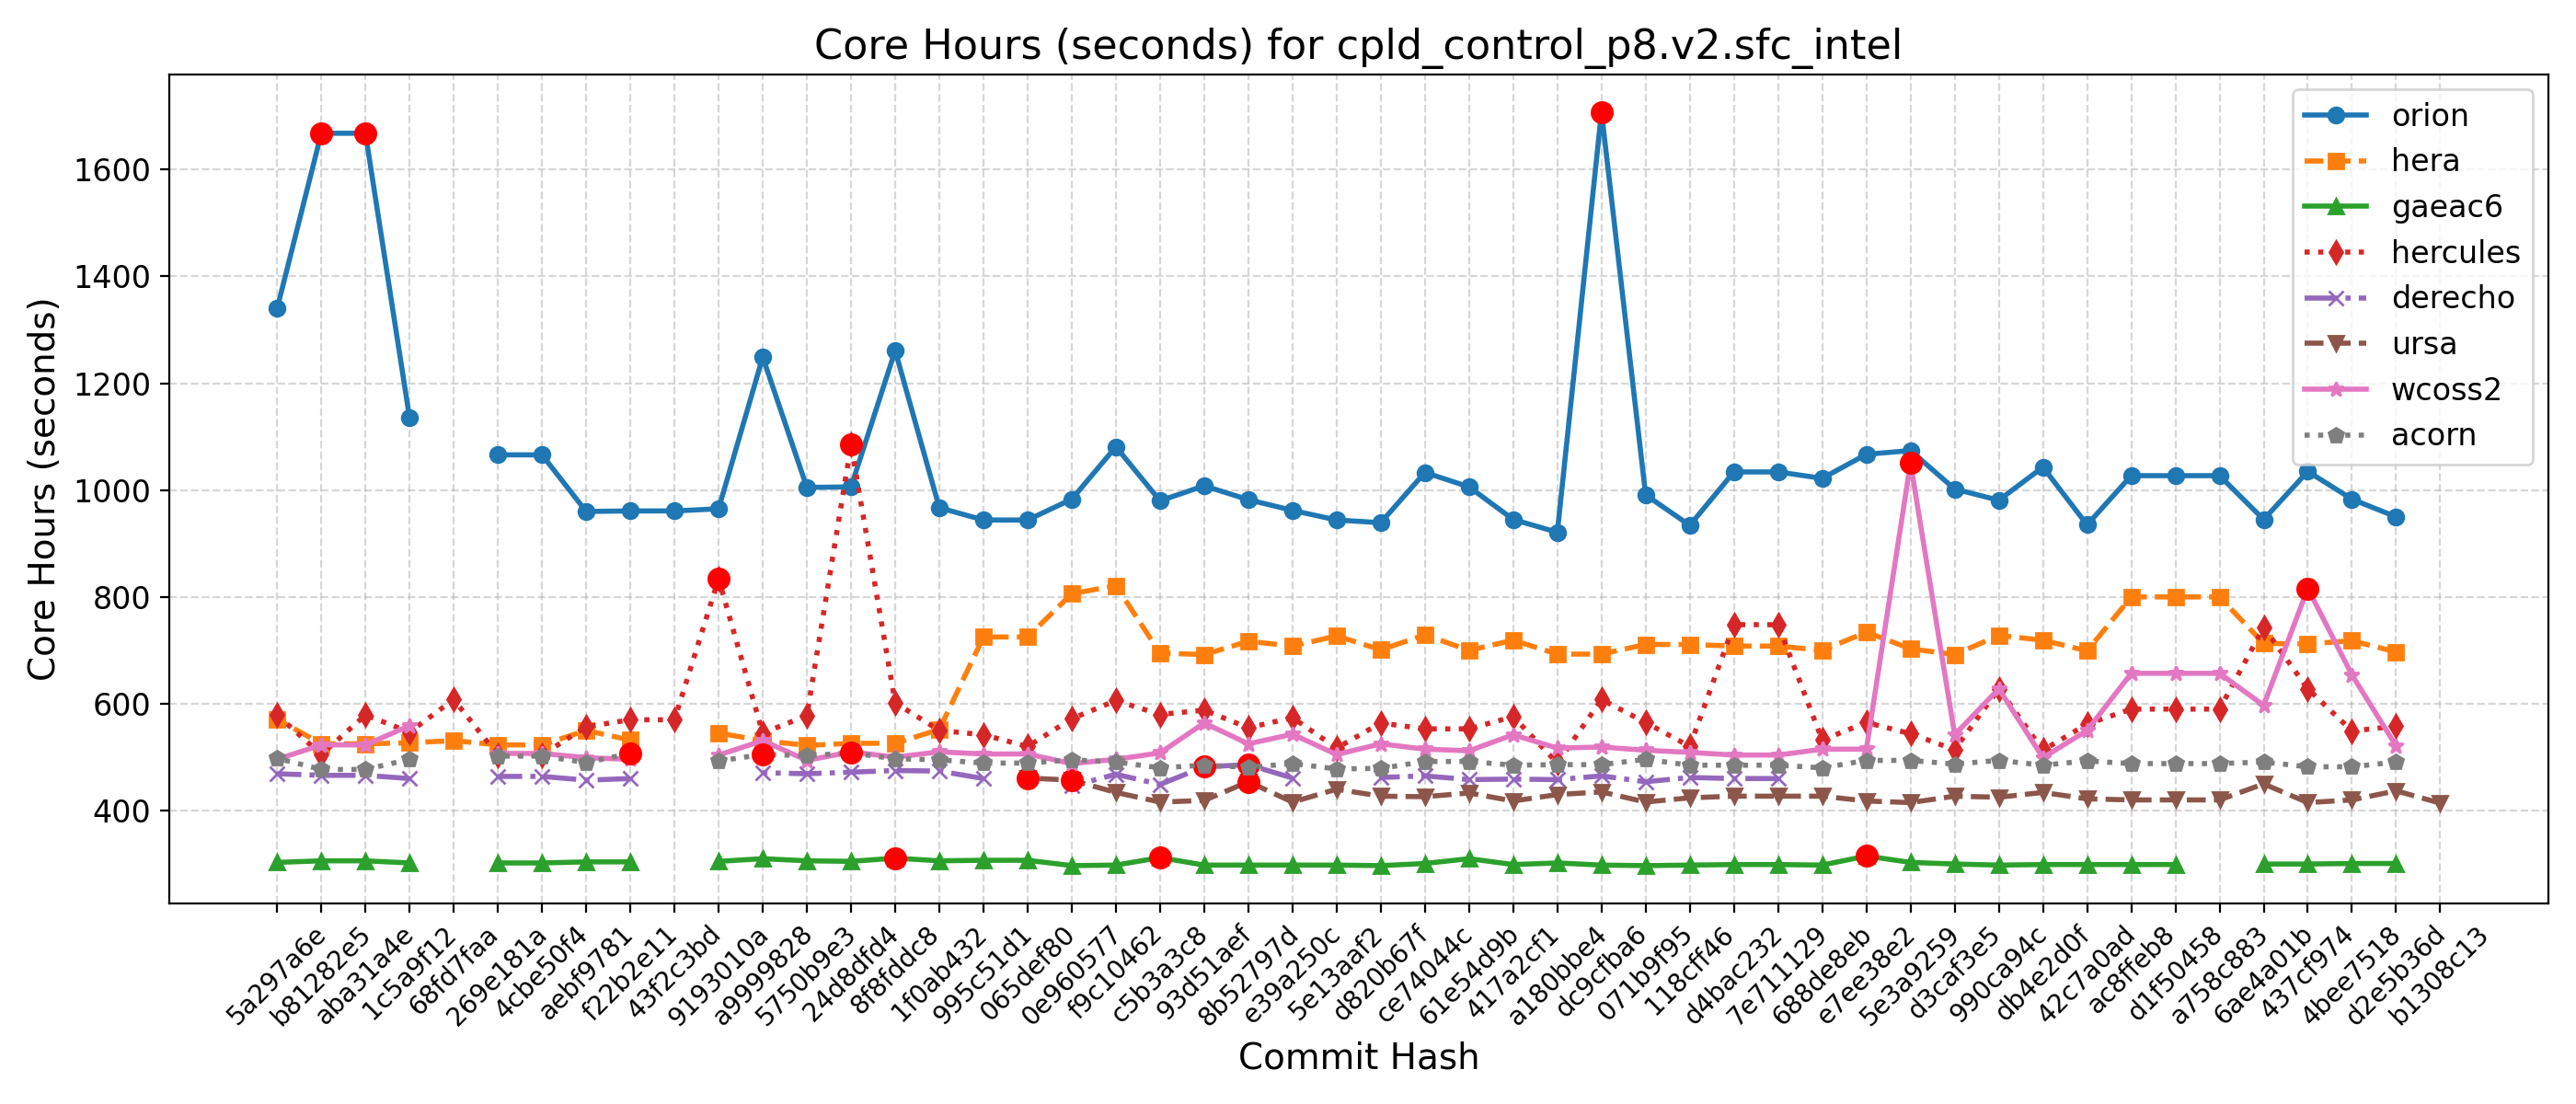 Core Hours (seconds) for cpld_control_p8.v2.sfc_intel
Core Hours (seconds)
1600
1400
1200
1000
800
600
400
orion
hera
gaeac6
hercules
derecho
ursa
wcoss2
acorn
5a297a6e
b81282e5
aba31a4e
1c5a9f12
68fd7faa
269e181a
4cbe50f4
aebf9781
f22b2e11
43f2c3bd
9193010a
a9999828
5750b9e3
24d8dfd4
8f8fddc8
1f0ab432
995c51d1
065def80
0e960577
f9c10462
c5b3a3c8
93d51aef
8b52797d
e39a250c
5e13aaf2
d820b67f
ce74044c
61e54d9b
417a2cf1
a180bbe4
dc9cfba6
071b9f95
118cff46
d4bac232
7e711129
688de8eb
e7ee38e2
5e3a9259
d3caf3e5
990ca94c
db4e2d0f
42c7a0ad
ac8ffeb8
d1f50458
a758c883
6ae4a01b
437cf974
4bee7518
d2e5b36d
b1308c13
Commit Hash